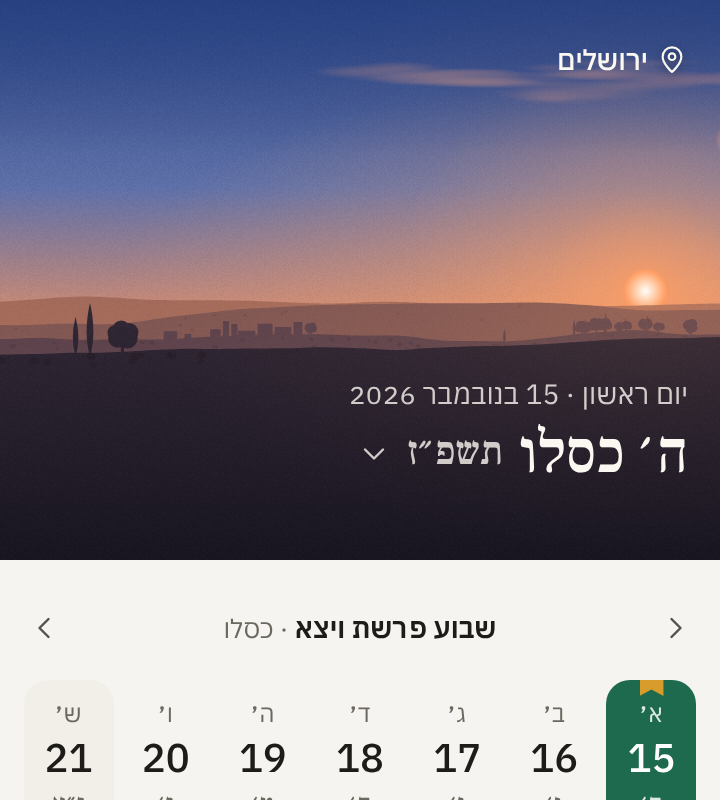 ירושלים
יום ראשון · 15 בנובמבר 2026
ה׳ כסלו תשפ״ז
שבוע פרשת ויצא · כסלו
א׳ ב׳ ג׳ ד׳ ה׳ ו׳ ש׳
15 16 17 18 19 20 21